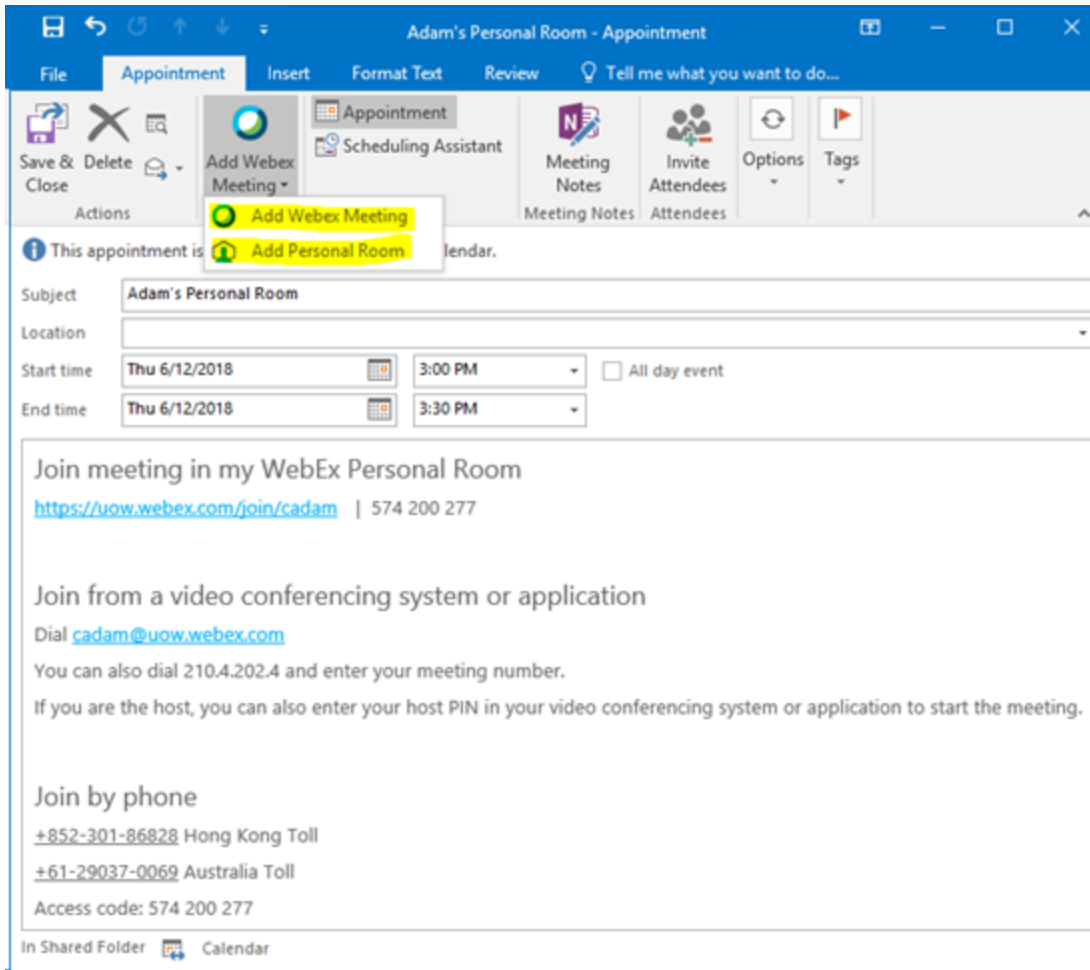 Adam's Personal Room - Appointment
File Appointment Insert Format Text Review Tell me what you want to do...
Save & Close Delete Add Webex Meeting Appointment Scheduling Assistant Meeting Notes Invite Attendees Options Tags
Actions Meeting Notes Attendees
Add Webex Meeting
Add Personal Room
This appointment is lendar.
Subject Adam's Personal Room
Location
Start time Thu 6/12/2018 3:00 PM All day event
End time Thu 6/12/2018 3:30 PM
Join meeting in my WebEx Personal Room
https://uow.webex.com/join/cadam | 574 200 277
Join from a video conferencing system or application
Dial cadam@uow.webex.com
You can also dial 210.4.202.4 and enter your meeting number.
If you are the host, you can also enter your host PIN in your video conferencing system or application to start the meeting.
Join by phone
+852-301-86828 Hong Kong Toll
+61-29037-0069 Australia Toll
Access code: 574 200 277
In Shared Folder Calendar